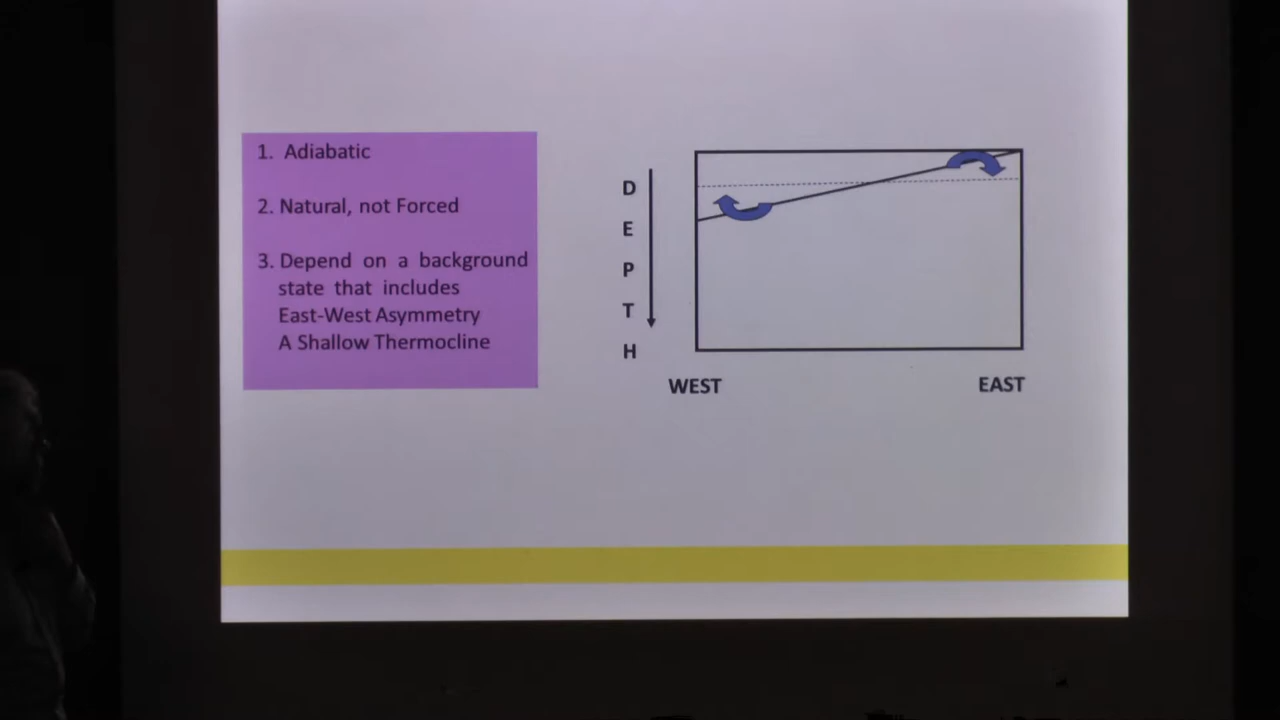 1. Adiabatic
2. Natural, not Forced
3. Depend on a background
state that includes
East-West Asymmetry
A Shallow Thermocline
D
E
P
T
H
WEST
EAST